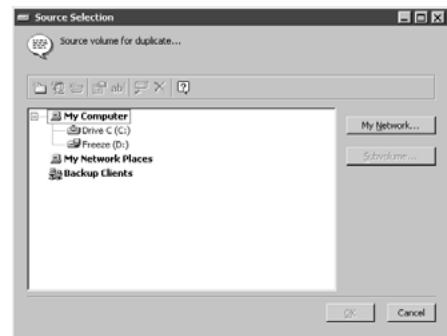 Source Selection
Source volume for duplicate...
ab
My Computer
My Network...
Drive C (C:)
Freeze (D:)
Subvolume...
My Network Places
Backup Clients
OK
Cancel